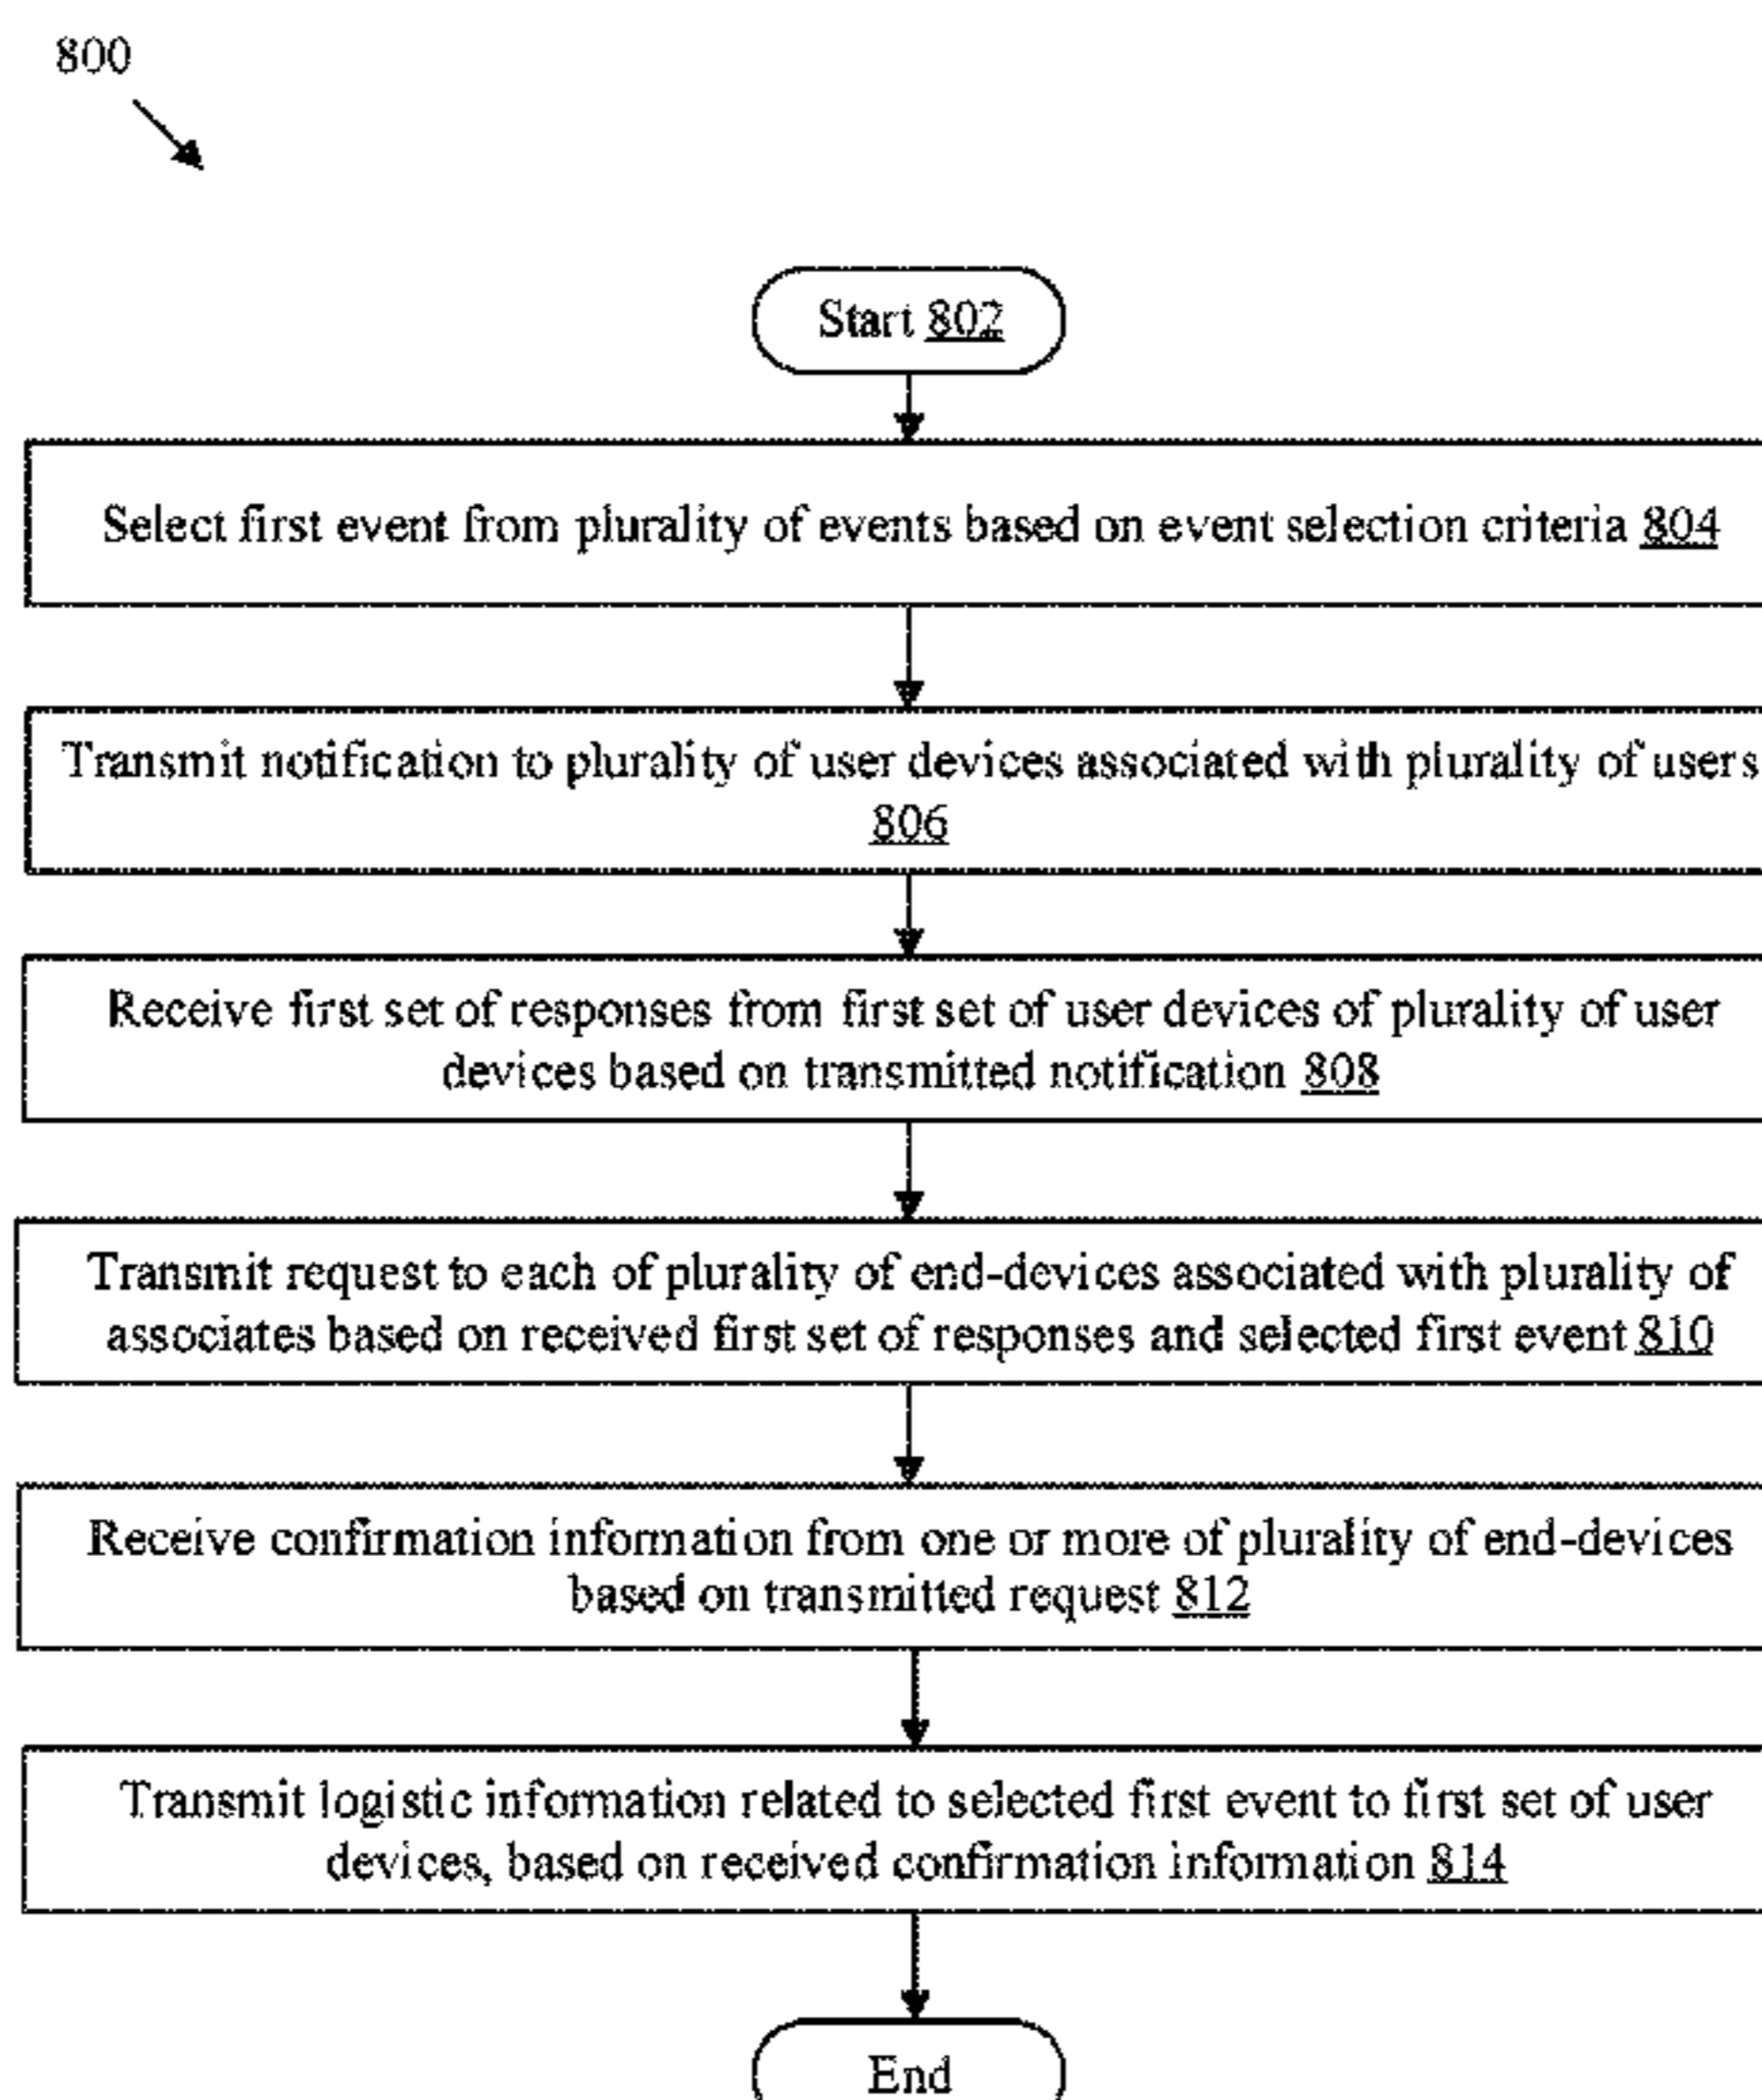 800
Start 802
Select first event from plurality of events based on event selection criteria 804
Transmit notification to plurality of user devices associated with plurality of users
806
Receive first set of responses from first set of user devices of plurality of user
devices based on transmitted notification 808
Transmit request to each of plurality of end-devices associated with plurality of
associates based on received first set of responses and selected first event 810
Receive confirmation information from one or more of plurality of end-devices
based on transmitted request 812
Transmit logistic information related to selected first event to first set of user
devices, based on received confirmation information 814
End